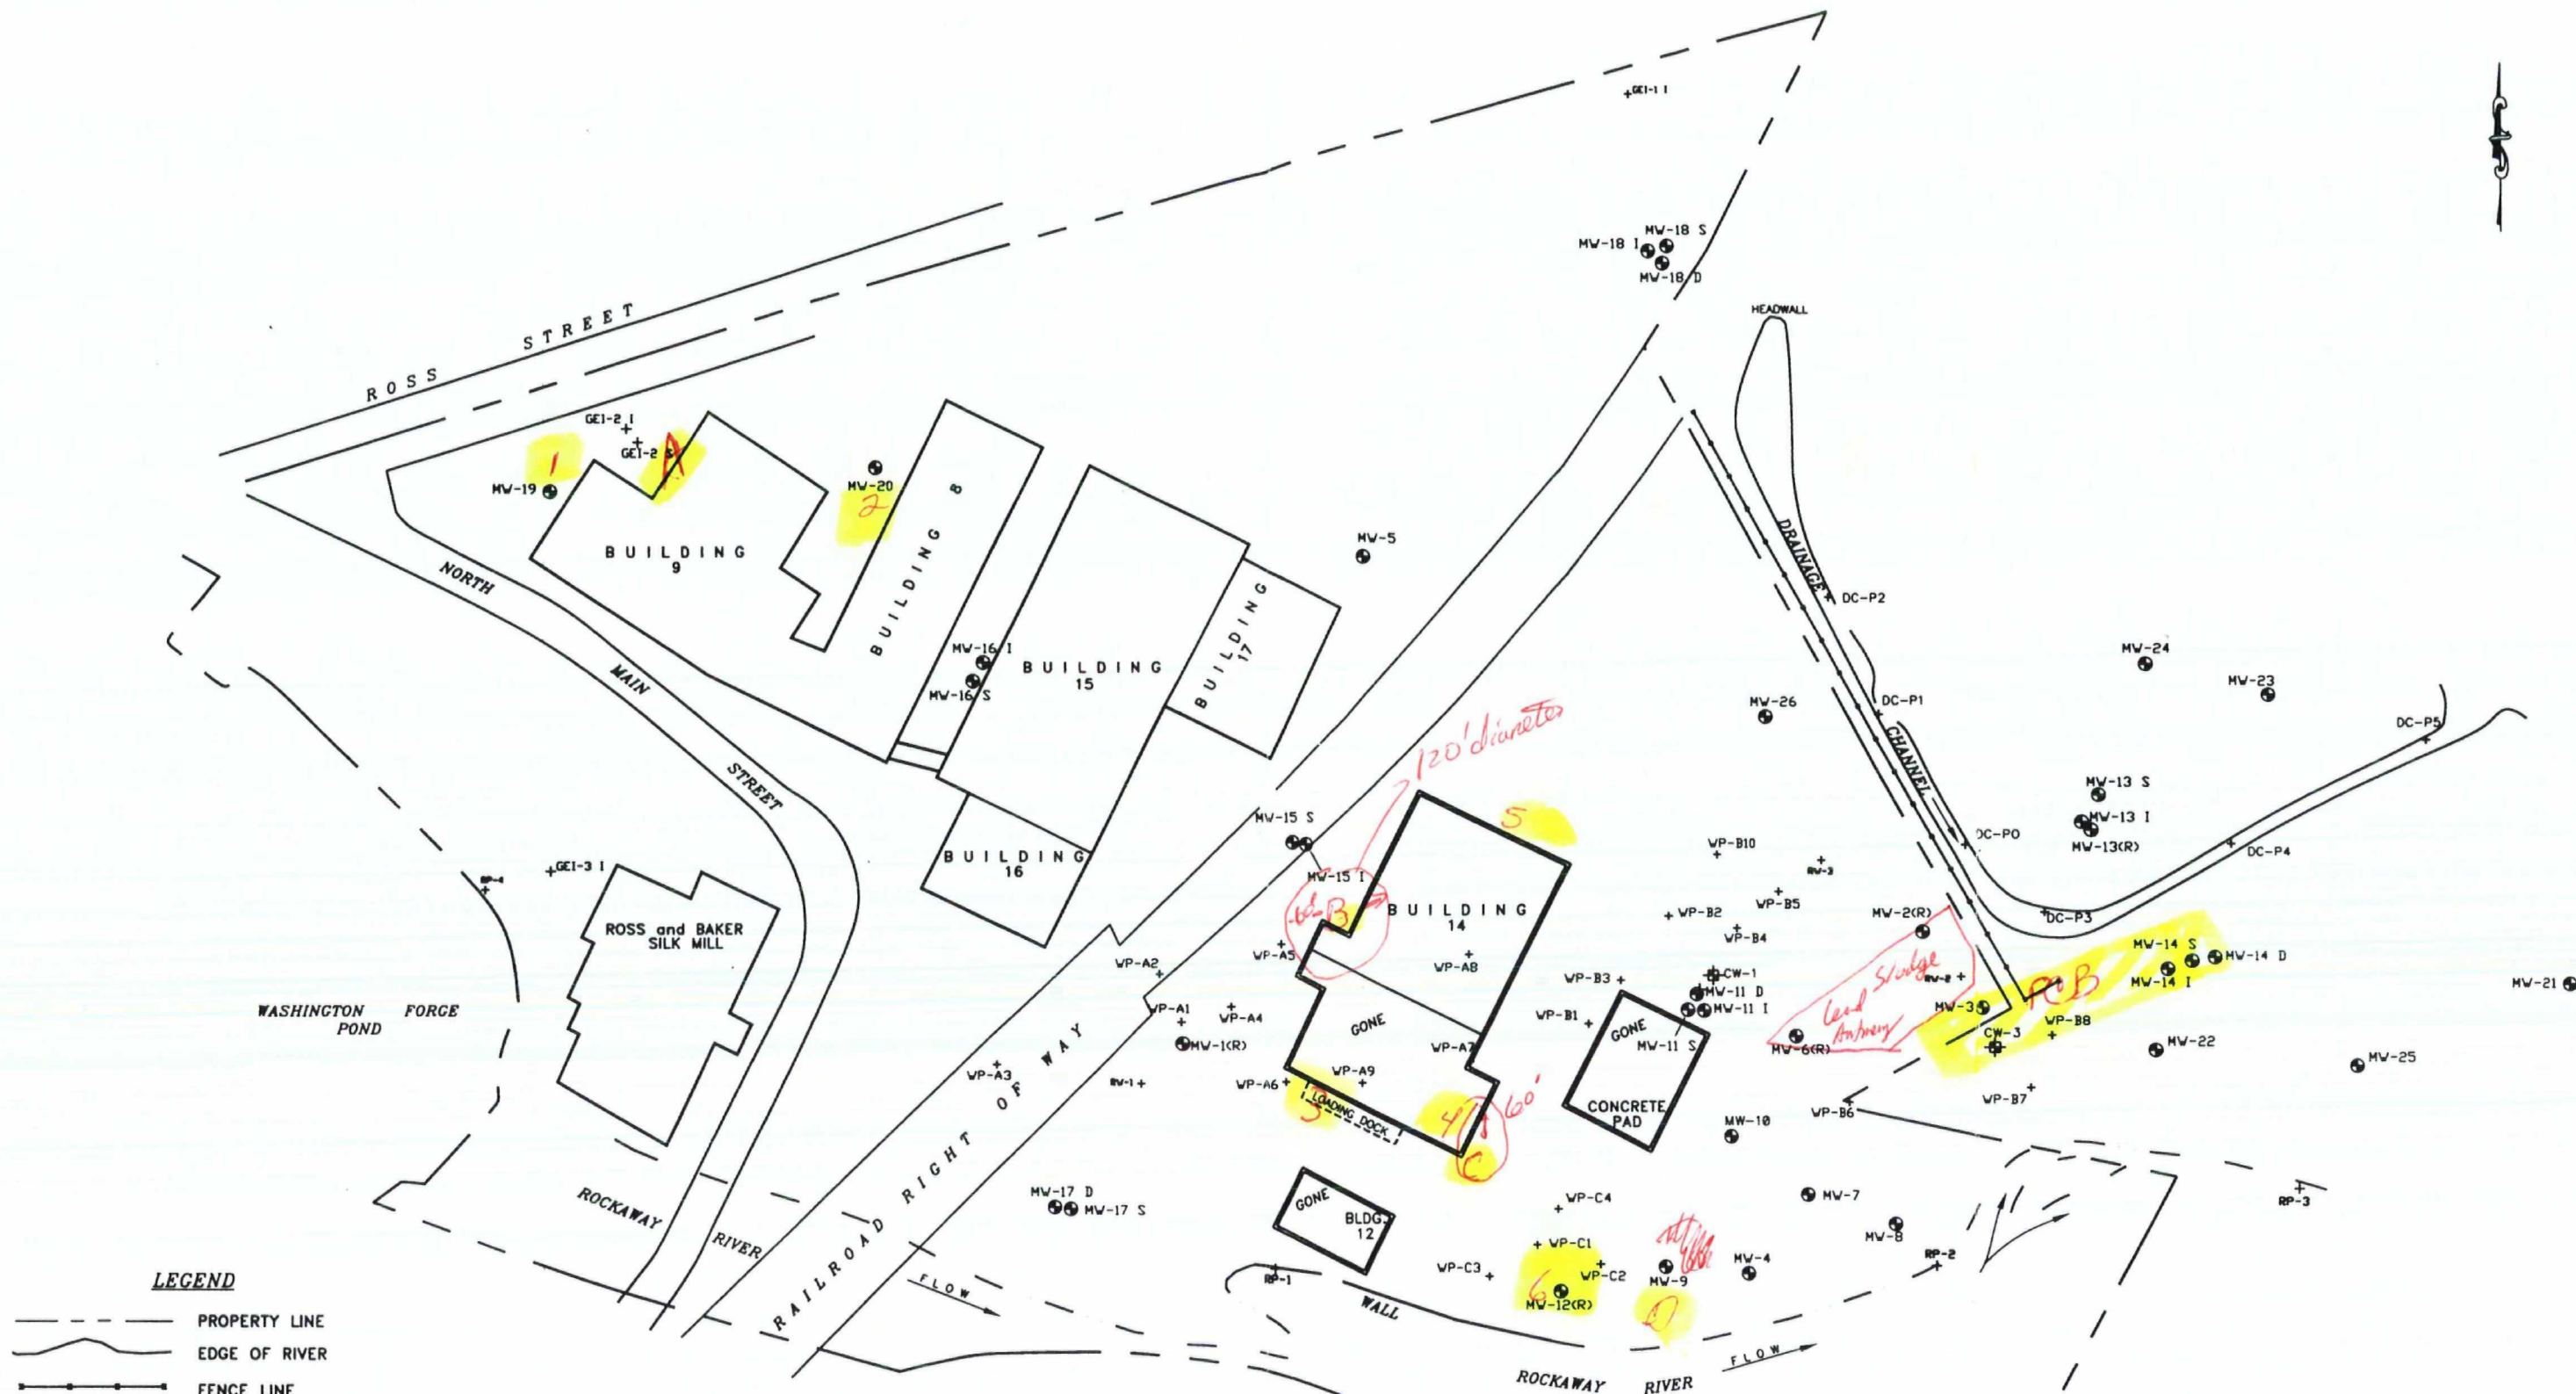 GEI-1 I
MW-18 S
MW-18 I
MW-18 D
HEADWALL
ROSS STREET
GEI-2 I
GEI-2 S
A
1
MW-19
MW-20
2
BUILDING
9
BUILDING 8
MW-5
NORTH MAIN STREET
DRAINAGE CHANNEL
DC-P2
MW-16 I
MW-16 S
BUILDING
15
BUILDING
17
MW-24
MW-23
MW-26
DC-P1
DC-P5
120' diameter
MW-13 S
MW-13 I
MW-13(R)
MW-15 S
MW-15 I
5
DC-P0
DC-P4
BUILDING
16
WP-B10
RW-3
GEI-3 I
RP-4
ROSS and BAKER
SILK MILL
B
BUILDING
14
WP-B5
WP-B2
WP-B4
MW-2(R)
DC-P3
WP-A5
WP-A2
WP-A8
WP-B3
CW-1
MW-11 D
MW-11 I
MW-11 S
Lead Sludge
Antimony
RW-2
MW-3
PCB
MW-14 S
MW-14 D
MW-14 I
MW-21
WASHINGTON FORGE
POND
WP-A1
WP-A4
MW-1(R)
GONE
WP-A7
WP-B1
GONE
MW-6(R)
CW-3
WP-B8
MW-22
MW-25
WP-A3
RW-1
WP-A6
WP-A9
3
LOADING DOCK
4
60'
C
CONCRETE
PAD
WP-B6
WP-B7
MW-10
RAILROAD RIGHT OF WAY
MW-17 D
MW-17 S
GONE
BLDG.
12
WP-C4
MW-7
MW-8
RP-3
ROCKAWAY RIVER
WP-C1
WP-C2
WP-C3
6
MW-12(R)
MW-9
D
MW-4
RP-2
RP-1
FLOW
WALL
FLOW
ROCKAWAY RIVER
LEGEND
PROPERTY LINE
EDGE OF RIVER
FENCE LINE